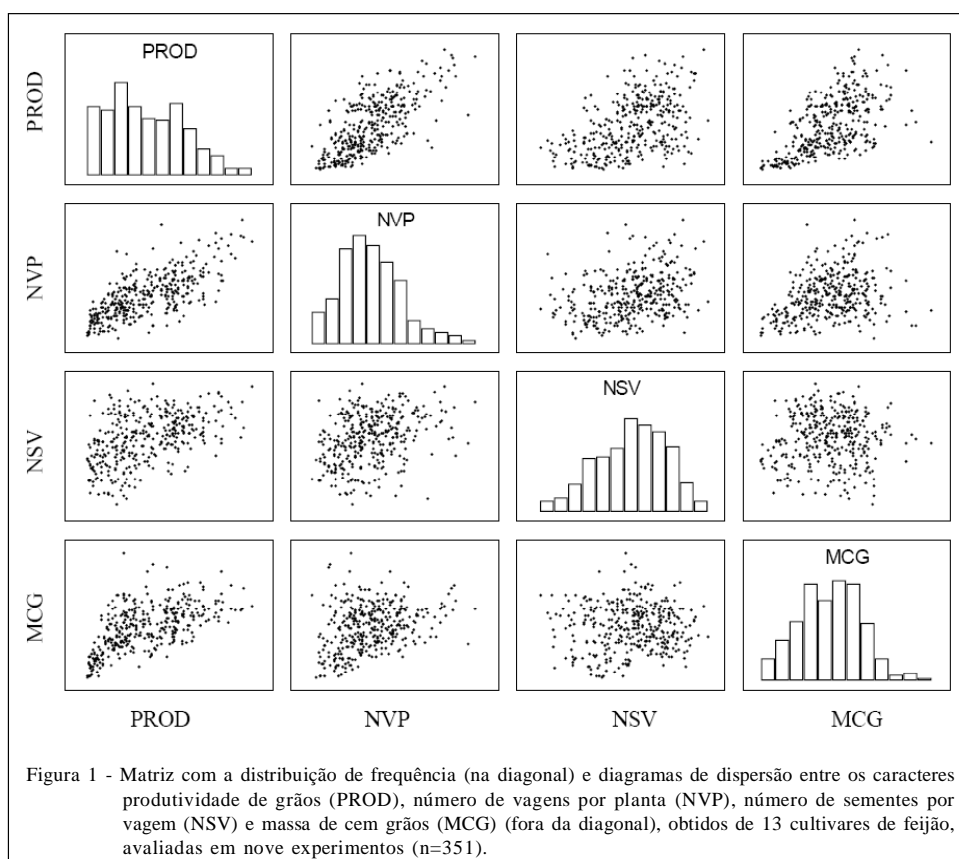 PROD
PROD
NVP
NVP
NSV
NSV
MCG
MCG
PROD NVP NSV MCG
Figura 1 - Matriz com a distribuição de frequência (na diagonal) e diagramas de dispersão entre os caracteres
produtividade de grãos (PROD), número de vagens por planta (NVP), número de sementes por
vagem (NSV) e massa de cem grãos (MCG) (fora da diagonal), obtidos de 13 cultivares de feijão,
avaliadas em nove experimentos (n=351).